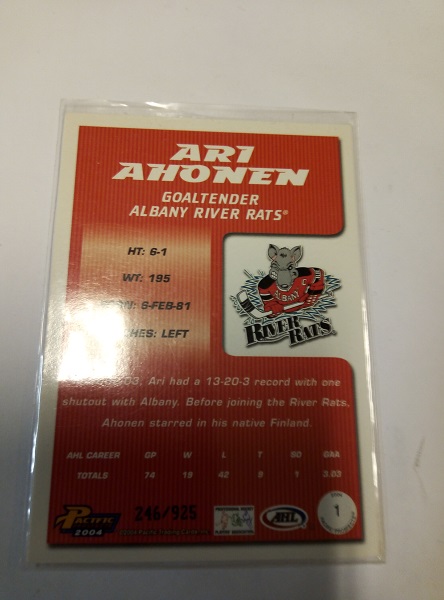 ARI
AHONEN
GOALTENDER
ALBANY RIVER RATS®
HT: 6-1
WT: 195
6-FEB-81
LEFT
ALBANY
RIVER
RATS
Ari had a 13-20-3 record with one
shutout with Albany. Before joining the River Rats,
Ahonen starred in his native Finland.
AHL CAREER GP W L T SO GAA
TOTALS 74 19 42 9 1 3.03
PACIFIC
2004
246/925
AHL
1